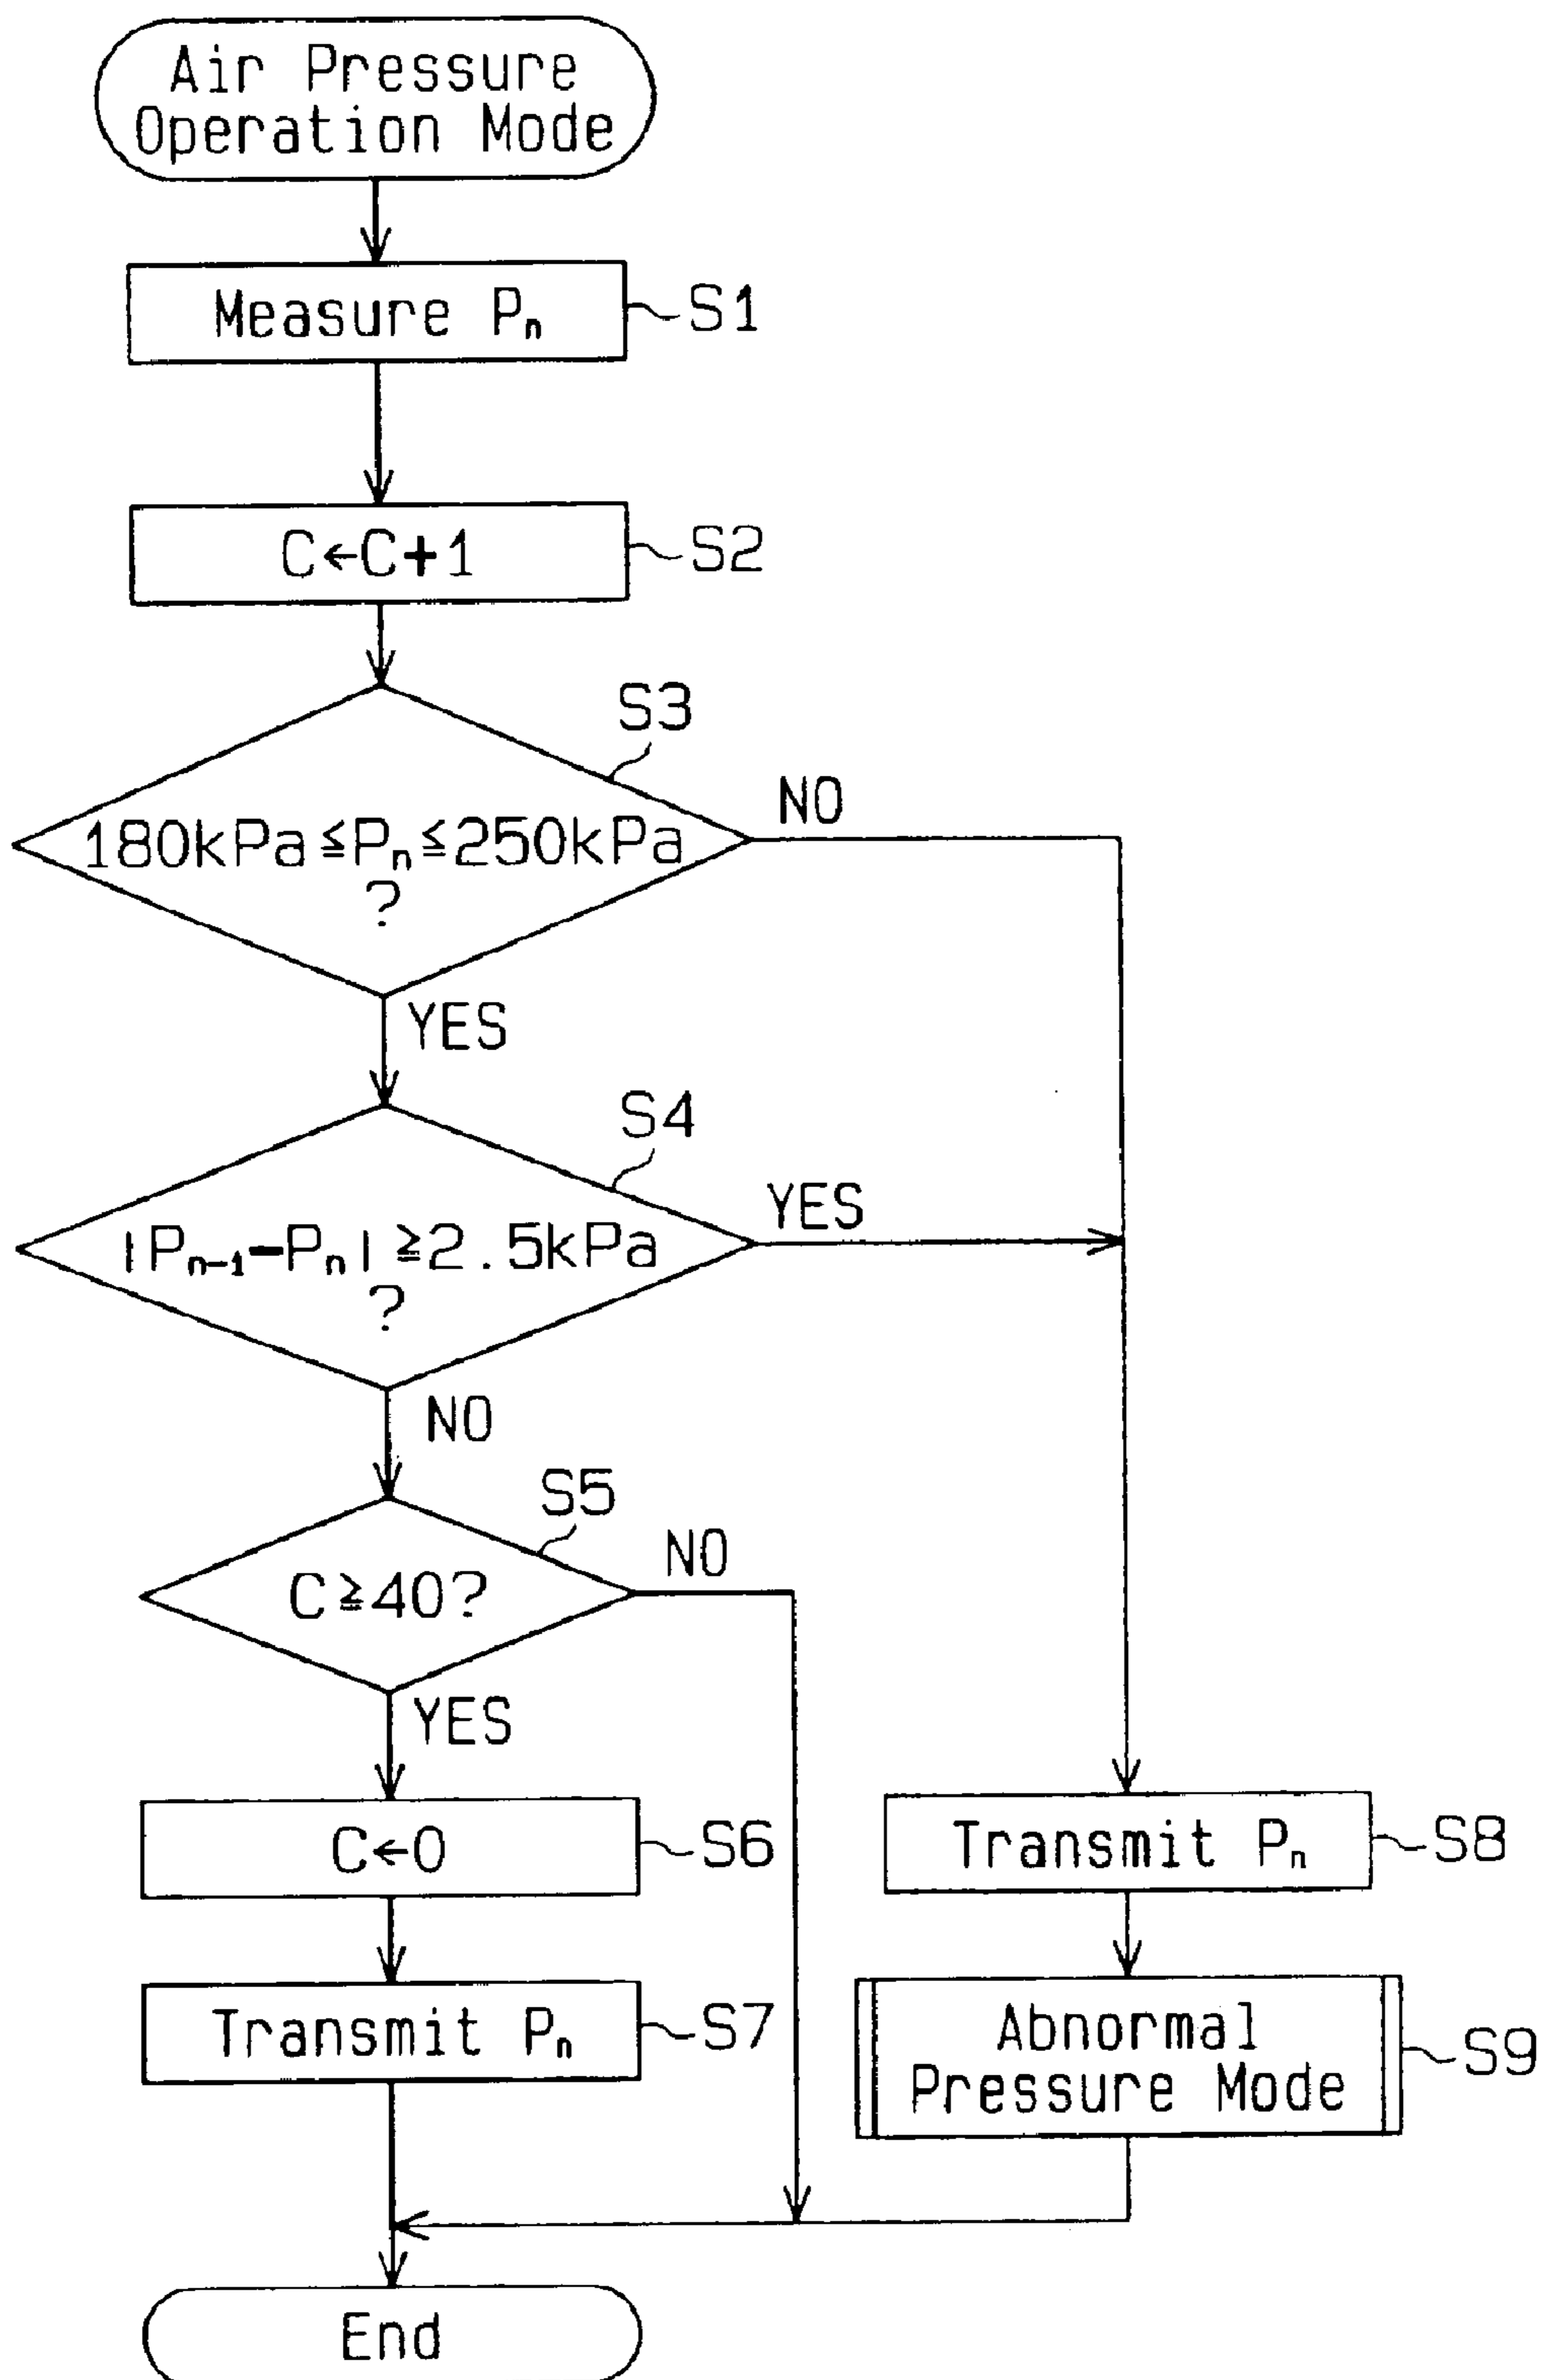 Air Pressure
Operation Mode
Measure Pₙ
S1
C←C+1
S2
S3
180kPa≦Pₙ≦250kPa
?
NO
YES
S4
|Pₙ₋₁−Pₙ|≧2.5kPa
?
YES
NO
S5
C≧40?
NO
YES
C←0
S6
Transmit Pₙ
S8
Transmit Pₙ
S7
Abnormal
Pressure Mode
S9
End